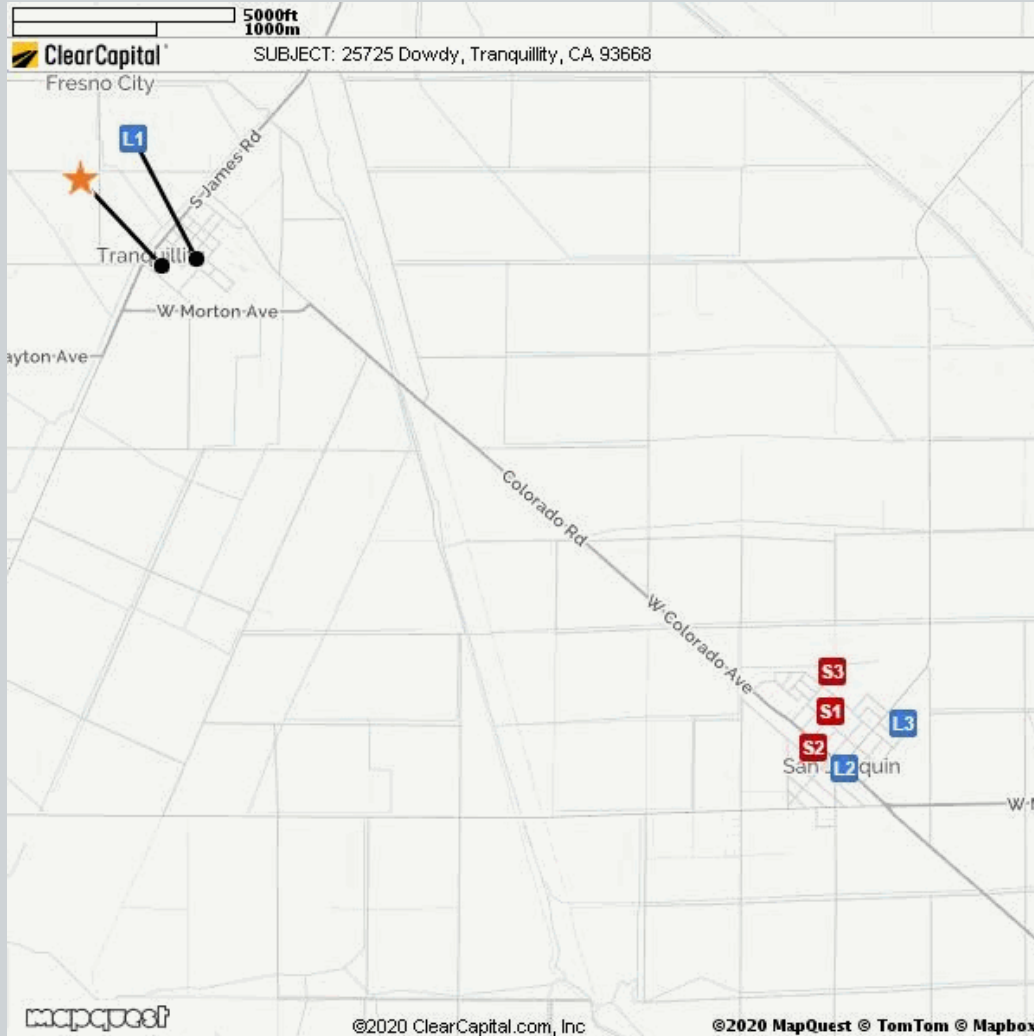 5000ft
1000m
ClearCapital
SUBJECT: 25725 Dowdy, Tranquillity, CA 93668
Fresno City
L1
S James Rd
W Morton Ave
ayton Ave
Colorado Rd
W Colorado Ave
S3
S1
L3
S2
San
L2
quin
mapquest
©2020 ClearCapital.com, Inc
©2020 MapQuest © TomTom © Mapbox